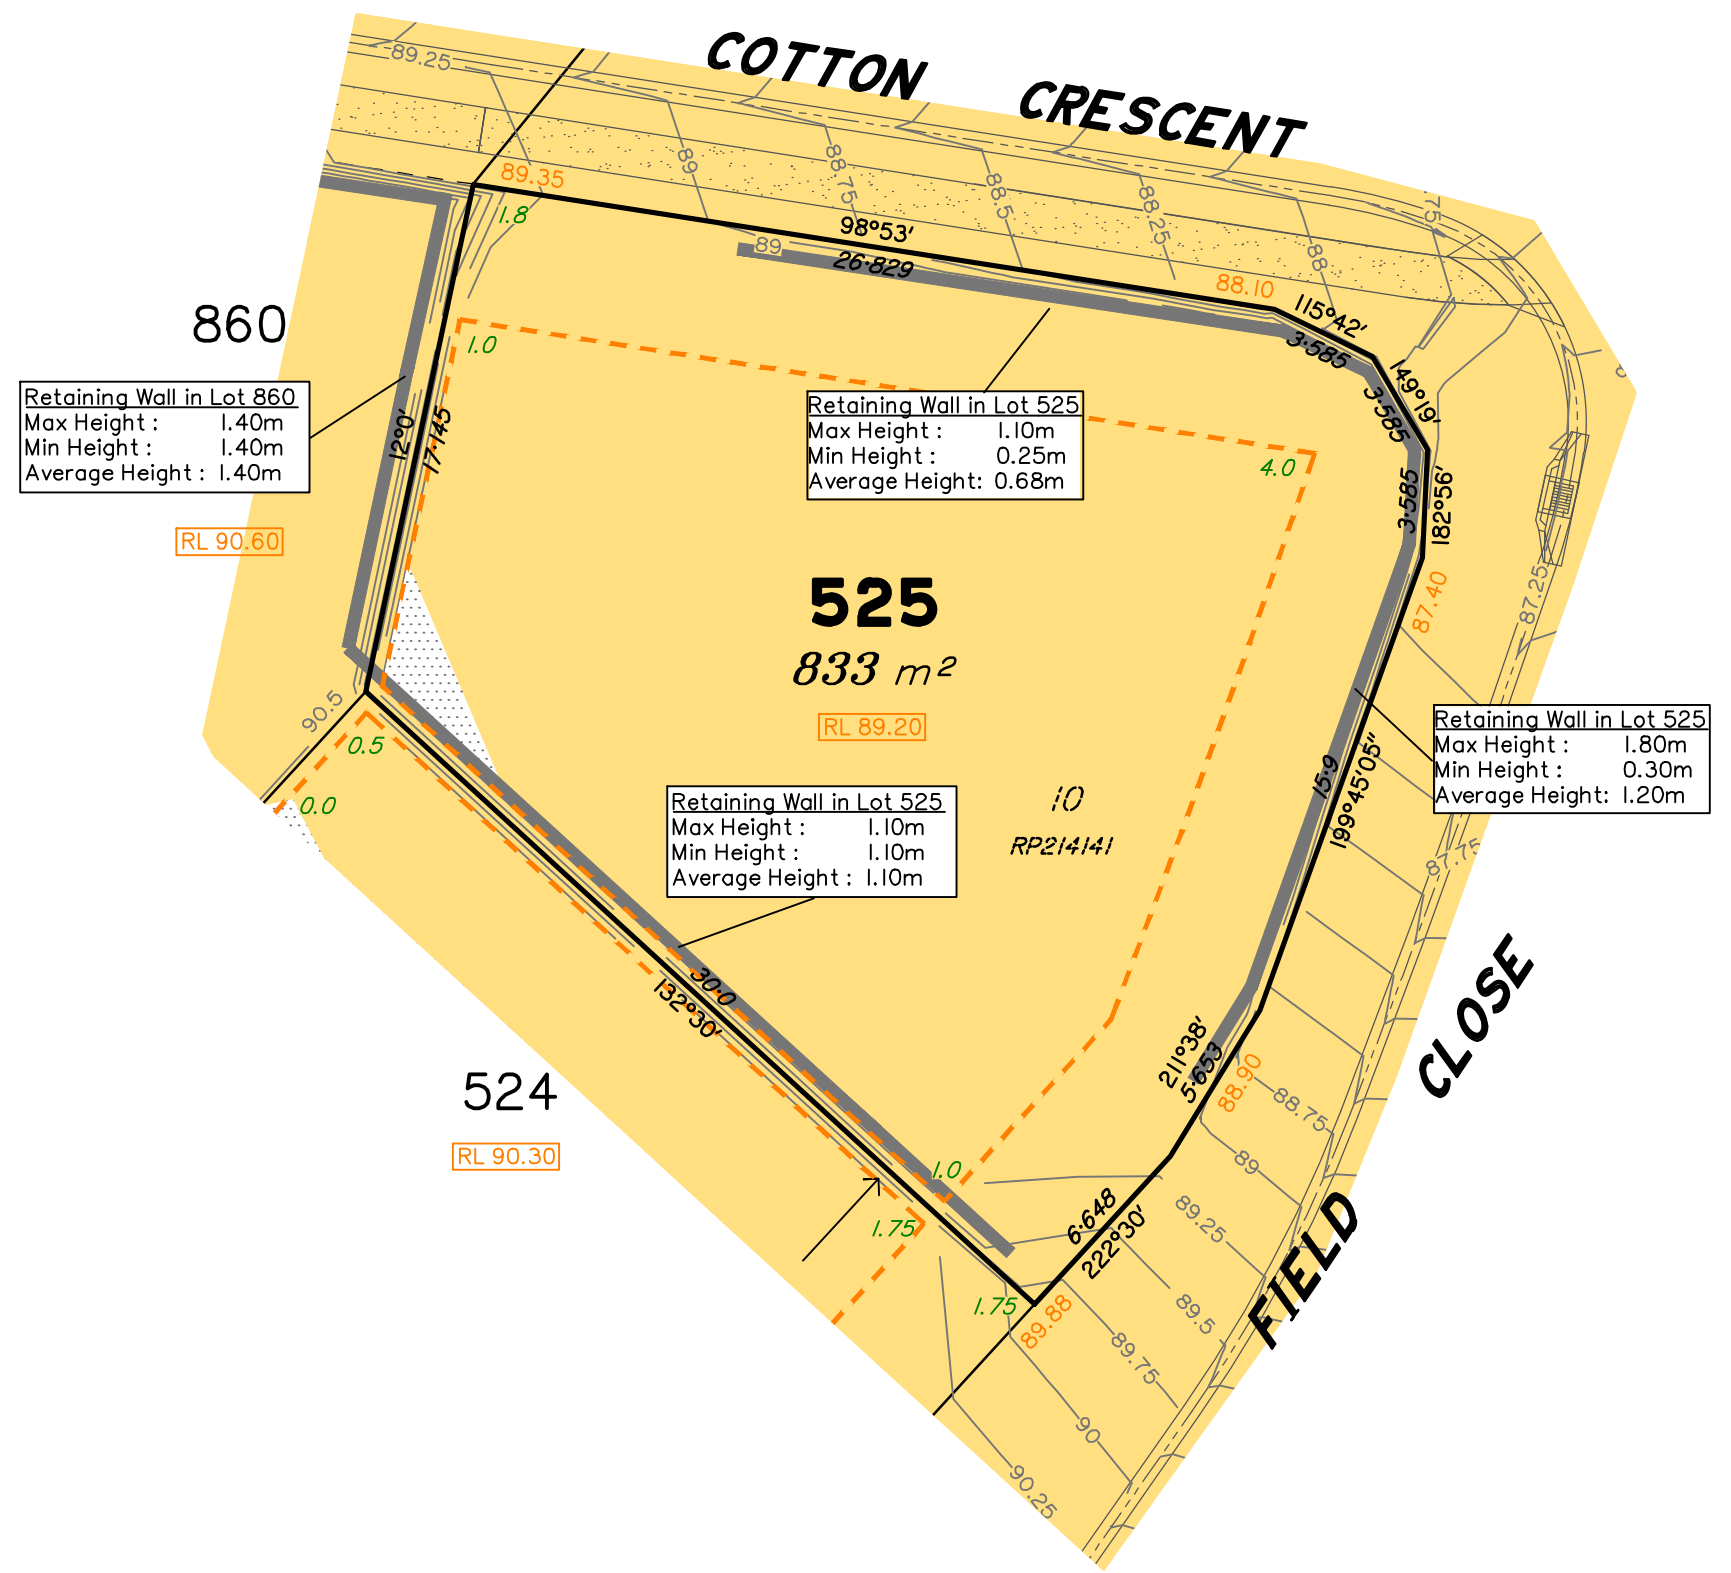 COTTON CRESCENT
89.25
89
88.75
88.5
88.25
88
75
89.35
1.8
98°53'
89
26·829
88.10
115°42'
3·585
149°19'
3·585
860
1.0
Retaining Wall in Lot 860
Max Height : 1.40m
Min Height : 1.40m
Average Height : 1.40m
12°0'
17·145
Retaining Wall in Lot 525
Max Height : 1.10m
Min Height : 0.25m
Average Height: 0.68m
4.0
3·585
182°56'
RL 90.60
87.40
87.25
525
833 m²
RL 89.20
90.5
0.5
0.0
Retaining Wall in Lot 525
Max Height : 1.80m
Min Height : 0.30m
Average Height: 1.20m
15·9
199°45'05"
10
RP214141
Retaining Wall in Lot 525
Max Height : 1.10m
Min Height : 1.10m
Average Height : 1.10m
87.75
30·0
132°30'
CLOSE
211°38'
5·653
88.90
88.75
524
RL 90.30
89
1.0
1.75
6·648
222°30'
89.25
FIELD
1.75
89.88
89.5
89.75
90
90.25